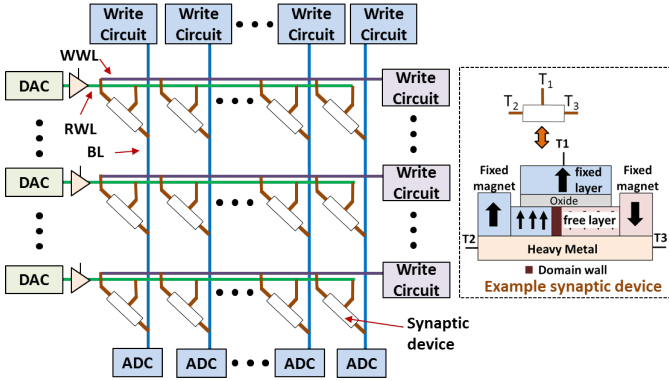 Write
Circuit
Write
Circuit
Write
Circuit
Write
Circuit
WWL
DAC
RWL
BL
Write
Circuit
DAC
Write
Circuit
DAC
Write
Circuit
Synaptic
device
ADC
ADC
ADC
ADC
T1
T2
T3
T1
Fixed
magnet
fixed
layer
Fixed
magnet
Oxide
free layer
T2
T3
Heavy Metal
Domain wall
Example synaptic device